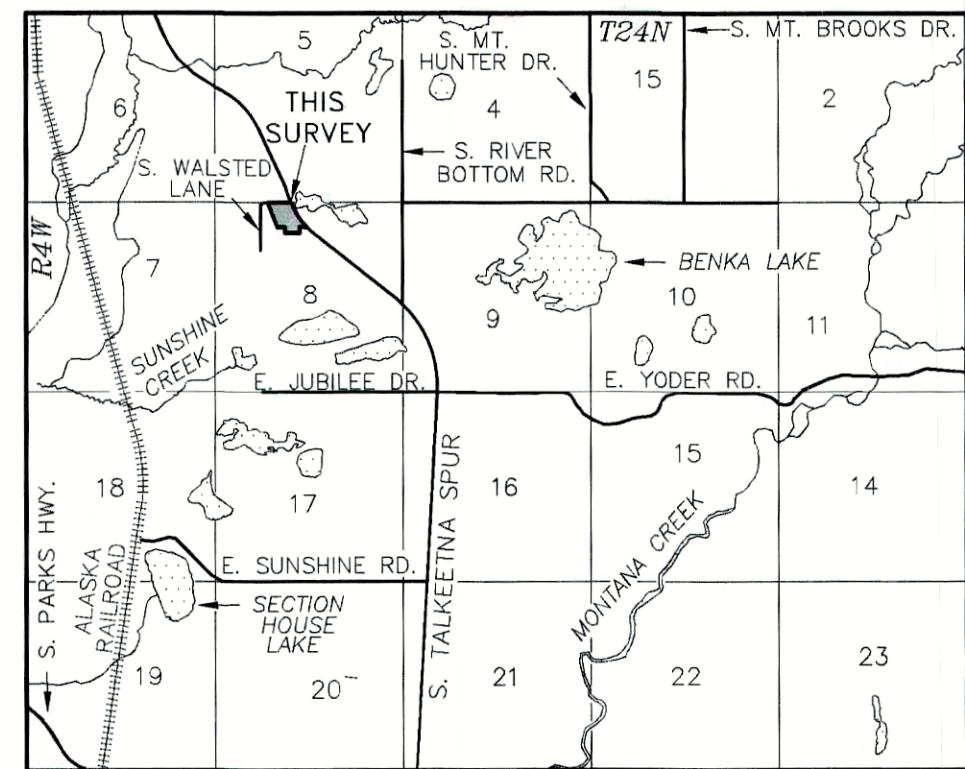 5
S. MT.
HUNTER DR.
T24N
S. MT. BROOKS DR.
15
2
6
THIS
SURVEY
4
S. WALSTED
LANE
S. RIVER
BOTTOM RD.
R4W
7
8
BENKA LAKE
9
10
11
SUNSHINE
CREEK
E. JUBILEE DR.
E. YODER RD.
18
17
16
15
14
S. PARKS HWY.
ALASKA
RAILROAD
E. SUNSHINE RD.
S. TALKEETNA SPUR
MONTANA CREEK
SECTION
HOUSE
LAKE
19
20
21
22
23